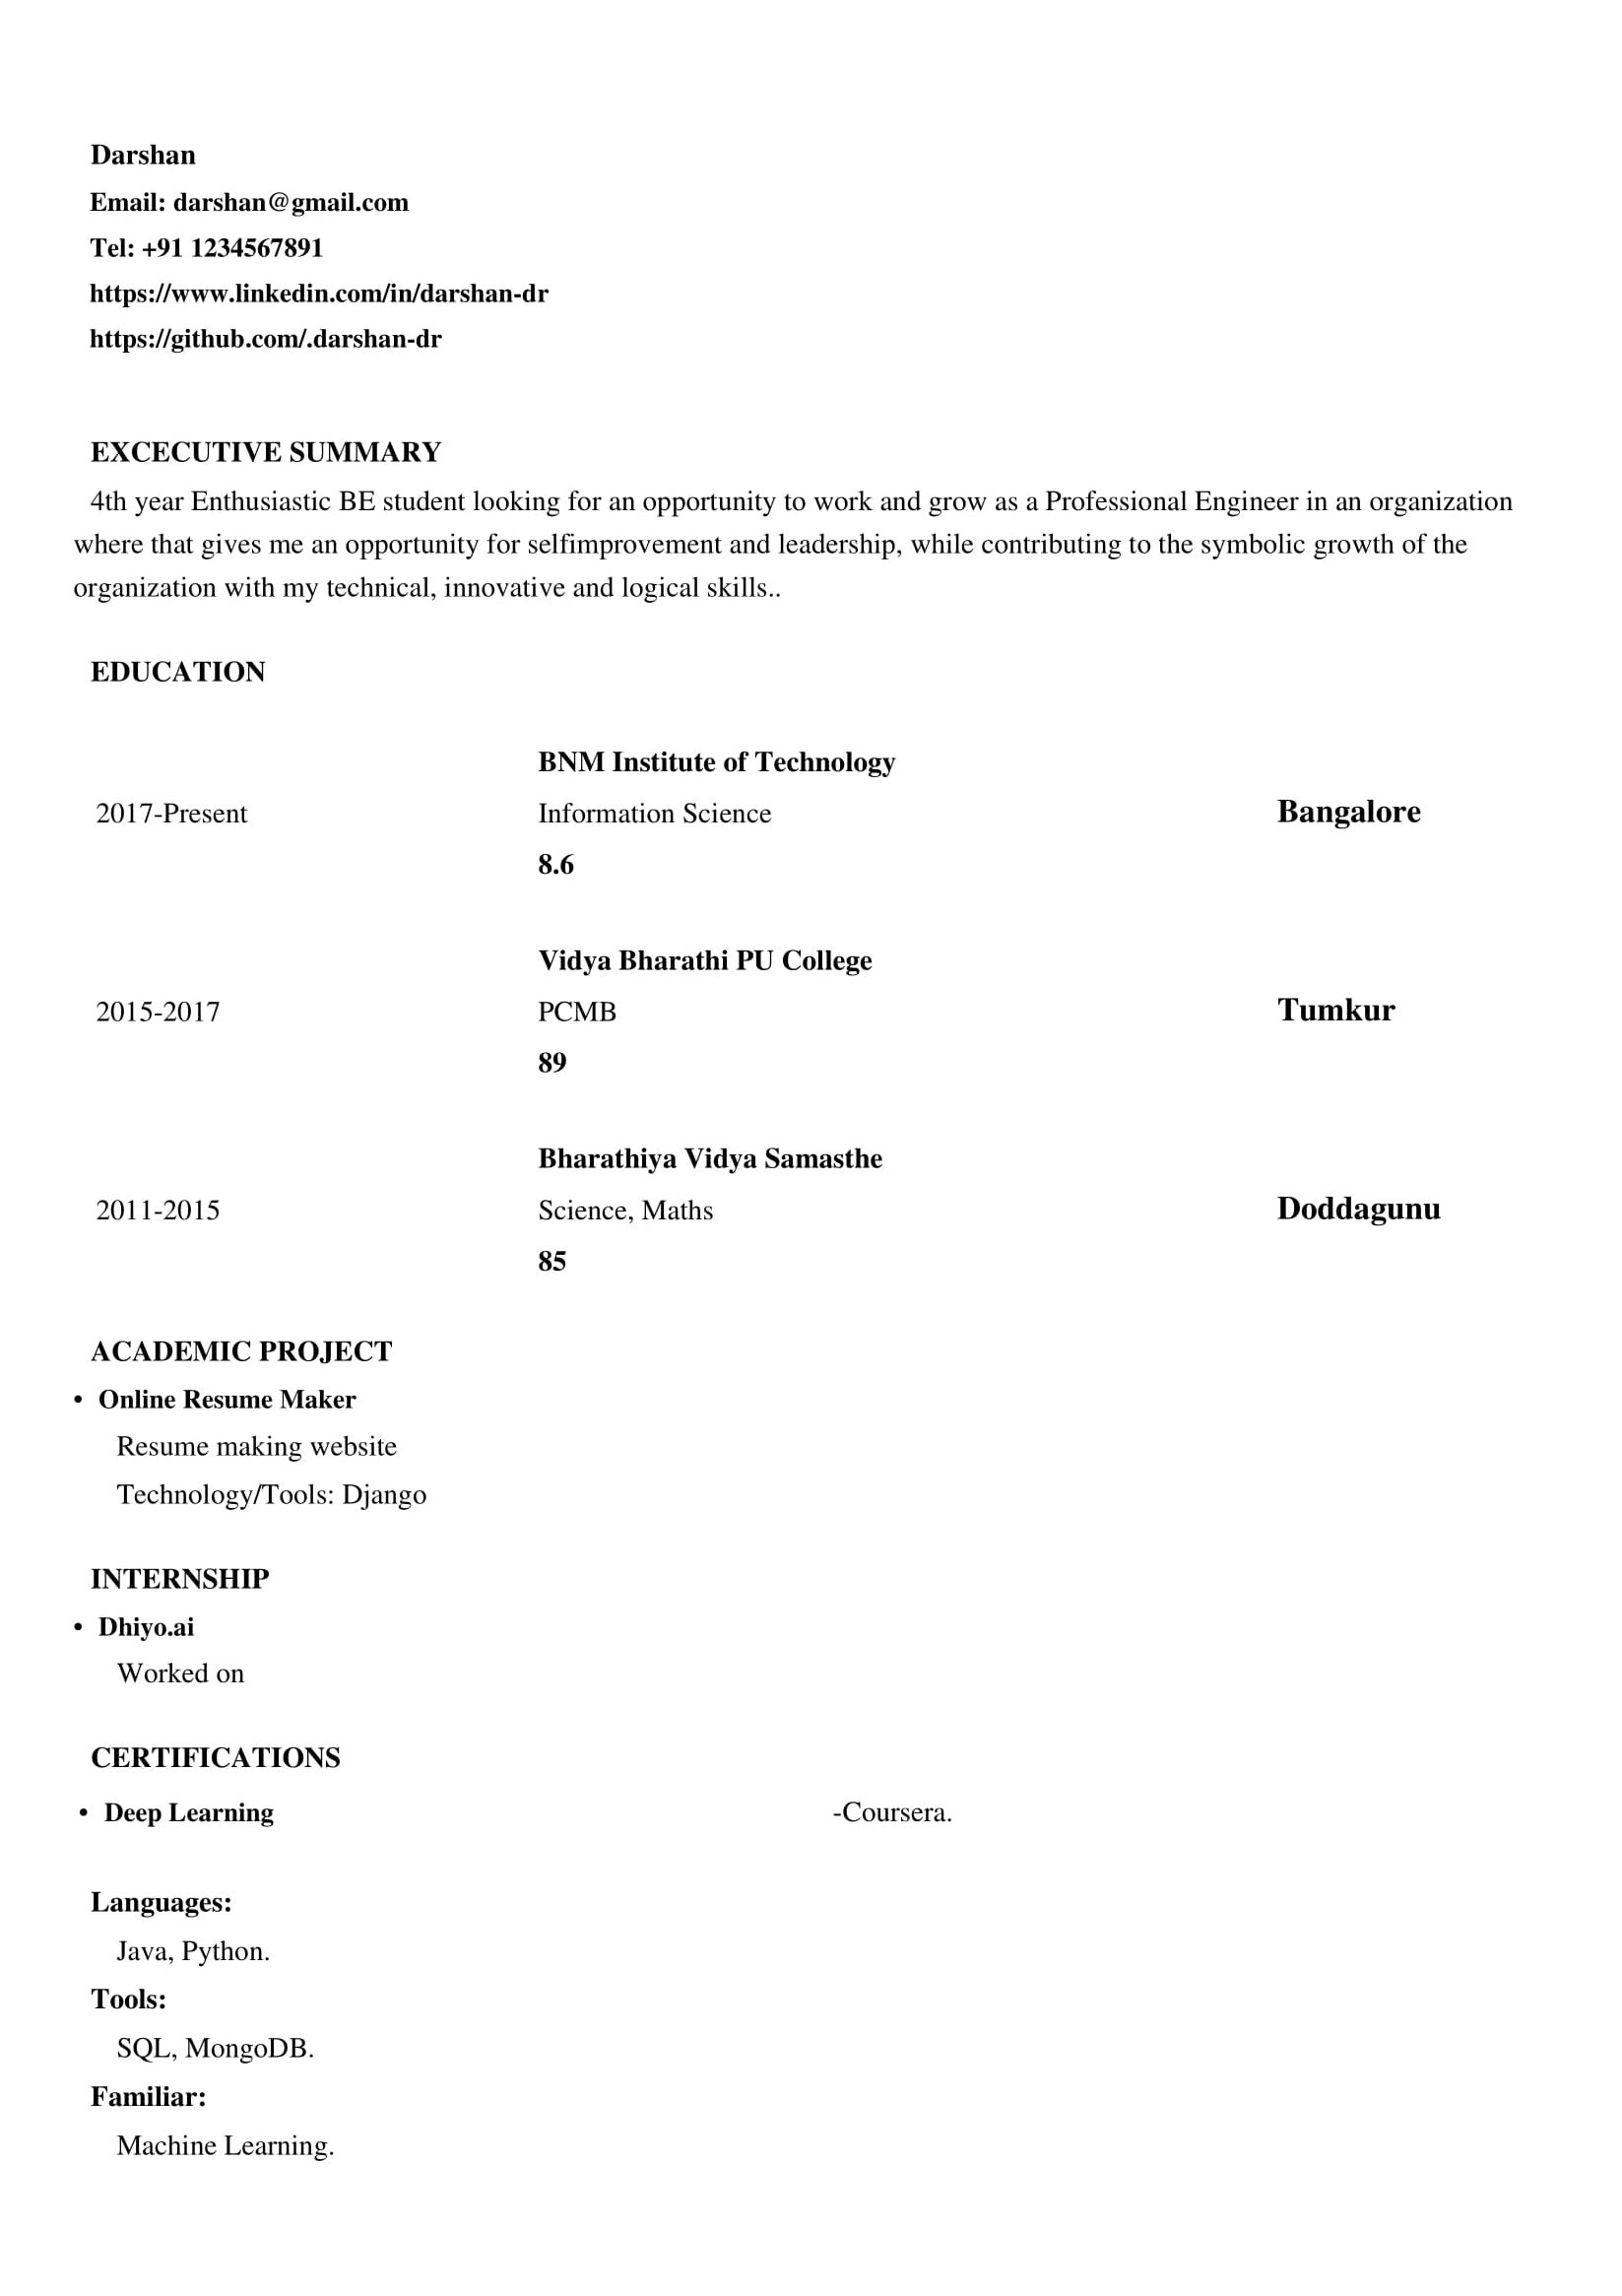 Darshan
Email: darshan@gmail.com
Tel: +91 1234567891
https://www.linkedin.com/in/darshan-dr
https://github.com/.darshan-dr
EXCECUTIVE SUMMARY
4th year Enthusiastic BE student looking for an opportunity to work and grow as a Professional Engineer in an organization
where that gives me an opportunity for selfimprovement and leadership, while contributing to the symbolic growth of the
organization with my technical, innovative and logical skills..
EDUCATION
BNM Institute of Technology
2017-Present Information Science Bangalore
8.6
Vidya Bharathi PU College
2015-2017 PCMB Tumkur
89
Bharathiya Vidya Samasthe
2011-2015 Science, Maths Doddagunu
85
ACADEMIC PROJECT
• Online Resume Maker
Resume making website
Technology/Tools: Django
INTERNSHIP
• Dhiyo.ai
Worked on
CERTIFICATIONS
• Deep Learning -Coursera.
Languages:
Java, Python.
Tools:
SQL, MongoDB.
Familiar:
Machine Learning.